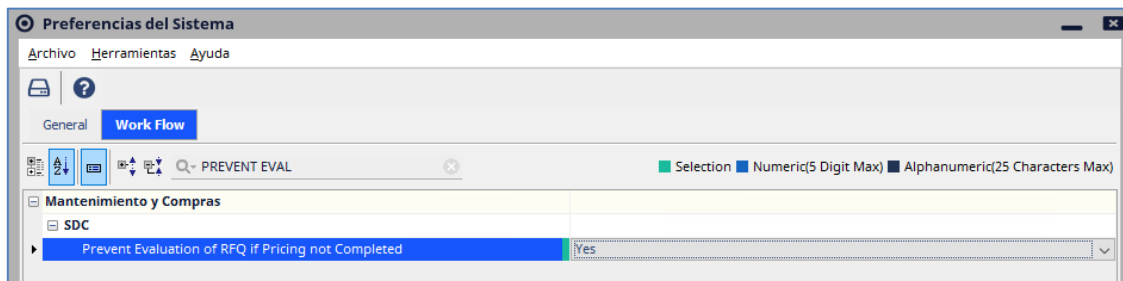 Preferencias del Sistema
Archivo Herramientas Ayuda
General Work Flow
PREVENT EVAL Selection Numeric(5 Digit Max) Alphanumeric(25 Characters Max)
Mantenimiento y Compras
SDC
Prevent Evaluation of RFQ if Pricing not Completed Yes